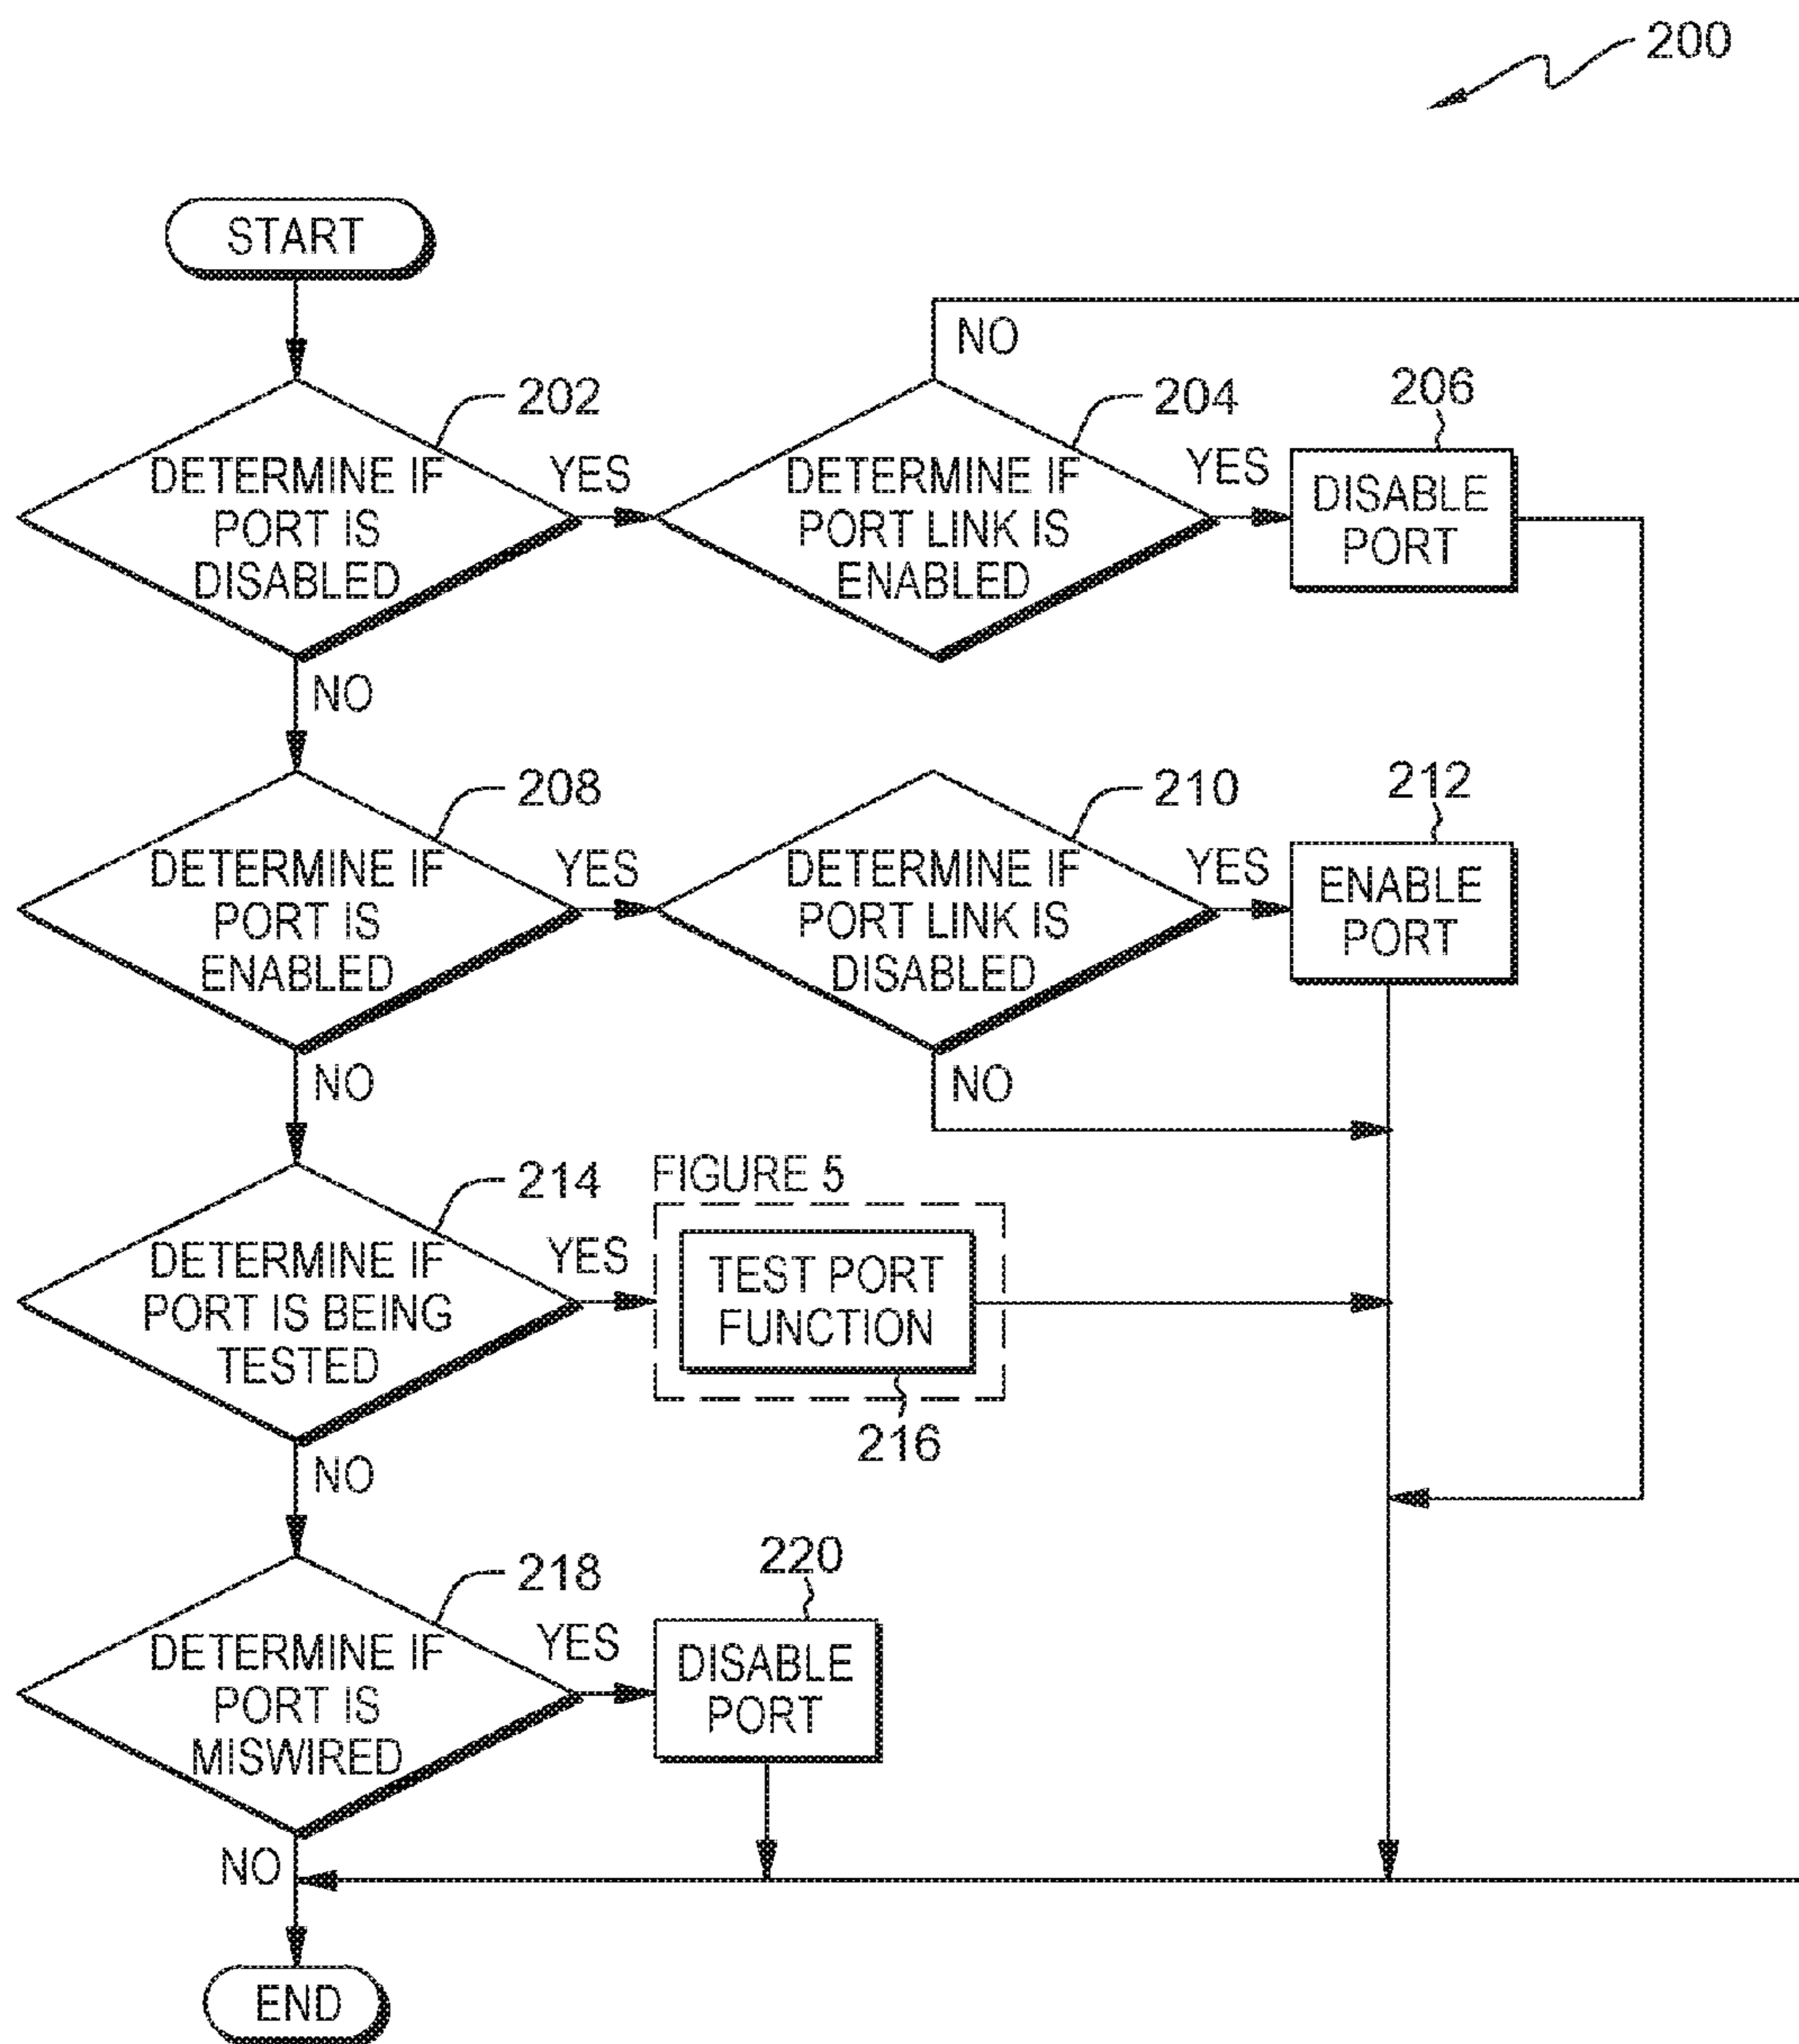 200
START
NO
202
204
206
DETERMINE IF
PORT IS
DISABLED
YES
DETERMINE IF
PORT LINK IS
ENABLED
YES
DISABLE
PORT
NO
208
210
212
DETERMINE IF
PORT IS
ENABLED
YES
DETERMINE IF
PORT LINK IS
DISABLED
YES
ENABLE
PORT
NO
NO
214
FIGURE 5
DETERMINE IF
PORT IS BEING
TESTED
YES
TEST PORT
FUNCTION
216
NO
218
220
DETERMINE IF
PORT IS
MISWIRED
YES
DISABLE
PORT
NO
END